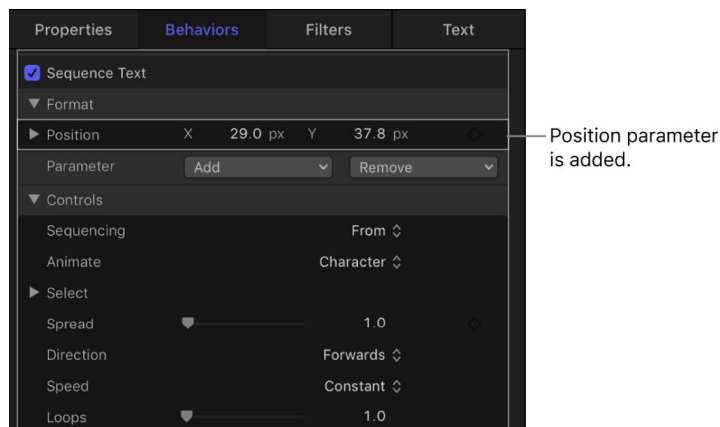 Properties Behaviors Filters Text
Sequence Text
Format
Position X 29.0 px Y 37.8 px
Position parameter
is added.
Parameter Add Remove
Controls
Sequencing From
Animate Character
Select
Spread 1.0
Direction Forwards
Speed Constant
Loops 1.0